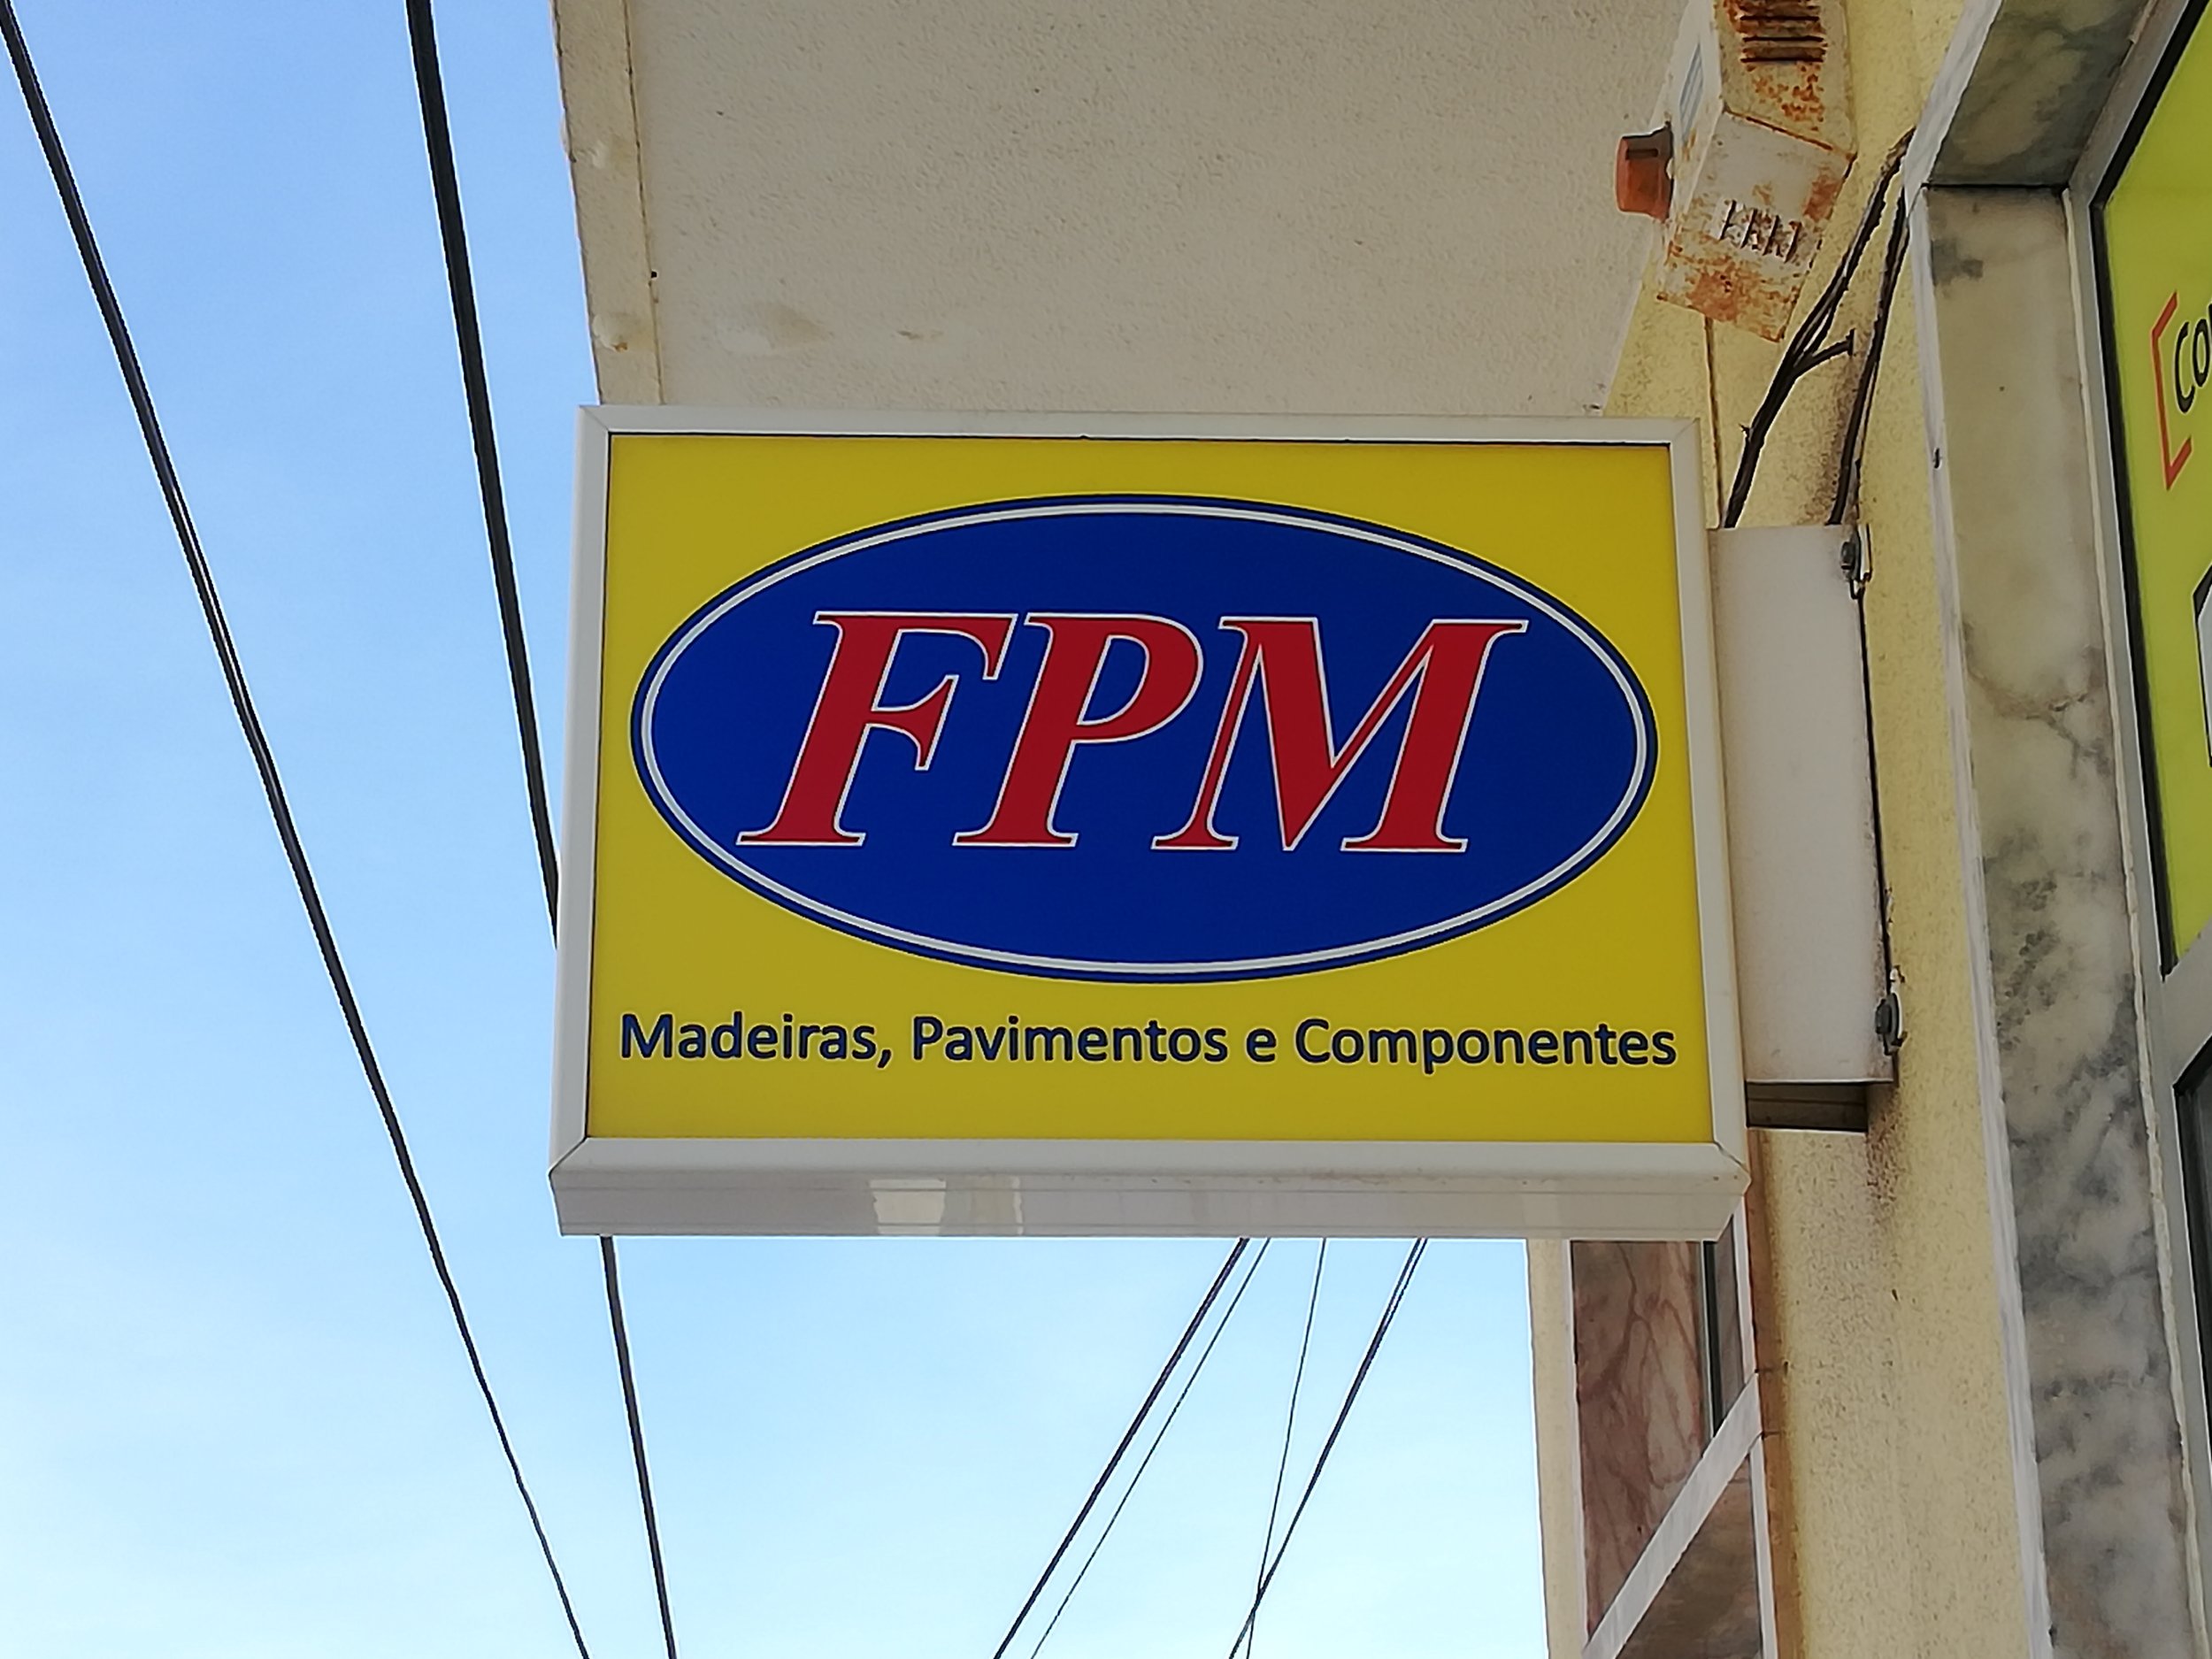 FPM
Madeiras, Pavimentos e Componentes